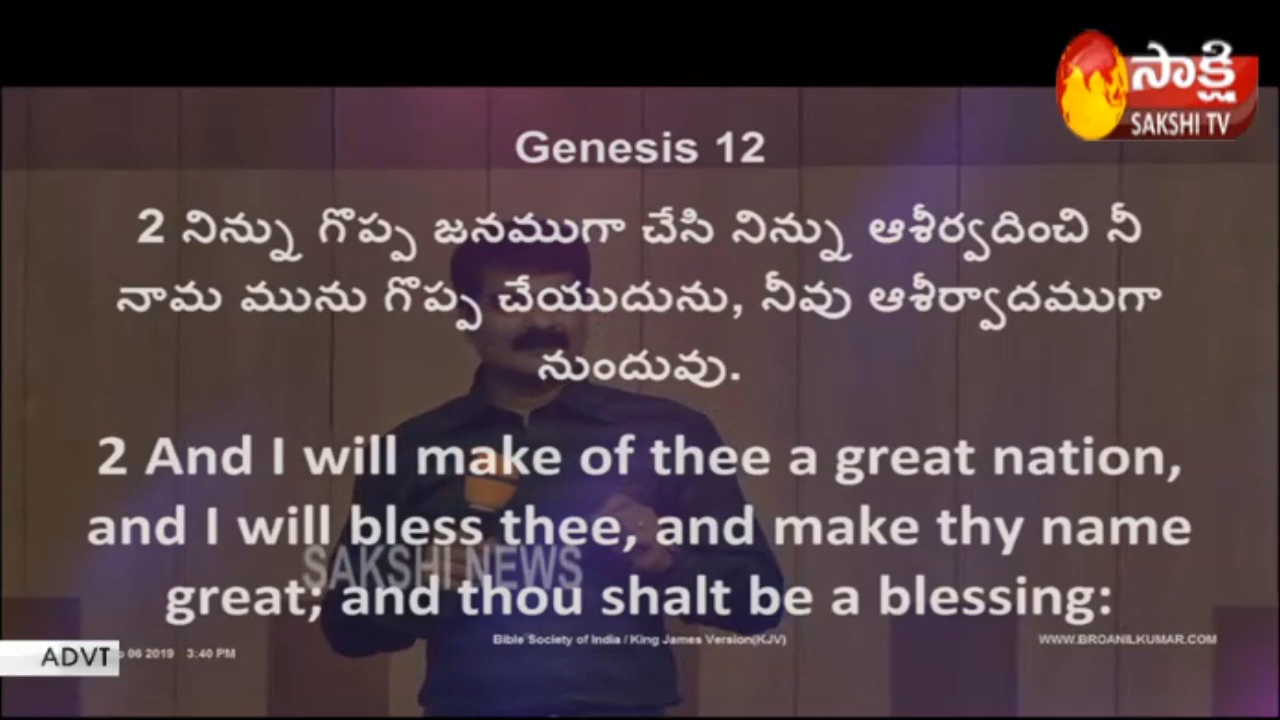 సాక్షి
SAKSHI TV
Genesis 12
2 నిన్ను గొప్ప జనముగా చేసి నిన్ను ఆశీర్వదించి నీ
నామ మును గొప్ప చేయుదును, నీవు ఆశీర్వాదముగా
నుందువు.
2 And I will make of thee a great nation,
and I will bless thee, and make thy name
SAKSHI NEWS
great; and thou shalt be a blessing:
Bible Society of India / King James Version(KJV)
WWW.BROANILKUMAR.COM
ADVT
06 2019 3:40 PM